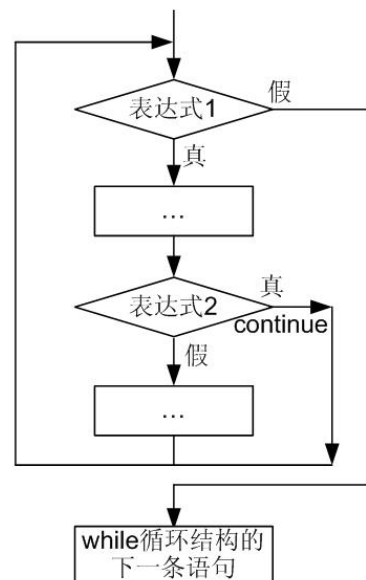 表达式1
假
真
...
表达式2
真
continue
假
...
while循环结构的
下一条语句